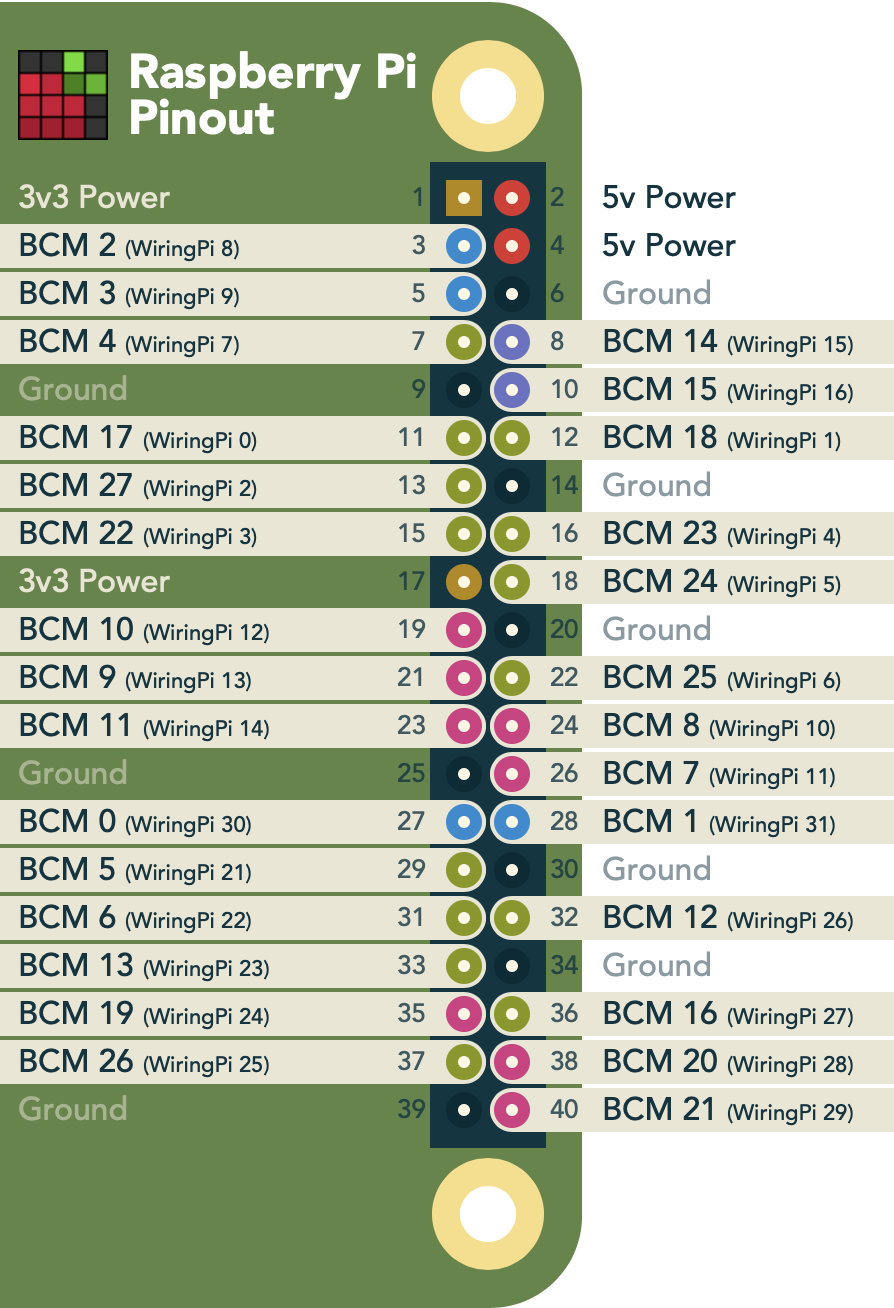 Raspberry Pi
Pinout
3v3 Power 1 2 5v Power
BCM 2 (WiringPi 8) 3 4 5v Power
BCM 3 (WiringPi 9) 5 6 Ground
BCM 4 (WiringPi 7) 7 8 BCM 14 (WiringPi 15)
Ground 9 10 BCM 15 (WiringPi 16)
BCM 17 (WiringPi 0) 11 12 BCM 18 (WiringPi 1)
BCM 27 (WiringPi 2) 13 14 Ground
BCM 22 (WiringPi 3) 15 16 BCM 23 (WiringPi 4)
3v3 Power 17 18 BCM 24 (WiringPi 5)
BCM 10 (WiringPi 12) 19 20 Ground
BCM 9 (WiringPi 13) 21 22 BCM 25 (WiringPi 6)
BCM 11 (WiringPi 14) 23 24 BCM 8 (WiringPi 10)
Ground 25 26 BCM 7 (WiringPi 11)
BCM 0 (WiringPi 30) 27 28 BCM 1 (WiringPi 31)
BCM 5 (WiringPi 21) 29 30 Ground
BCM 6 (WiringPi 22) 31 32 BCM 12 (WiringPi 26)
BCM 13 (WiringPi 23) 33 34 Ground
BCM 19 (WiringPi 24) 35 36 BCM 16 (WiringPi 27)
BCM 26 (WiringPi 25) 37 38 BCM 20 (WiringPi 28)
Ground 39 40 BCM 21 (WiringPi 29)